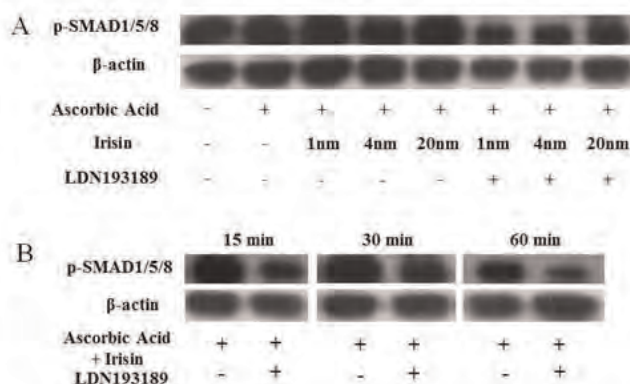 A
p-SMAD1/5/8
β-actin
Ascorbic Acid - + + + + + + +
Irisin - - 1nm 4nm 20nm 1nm 4nm 20nm
LDN193189 - - - - - + + +
B
15 min 30 min 60 min
p-SMAD1/5/8
β-actin
Ascorbic Acid + + + + + +
+ Irisin
LDN193189 - + - + - +